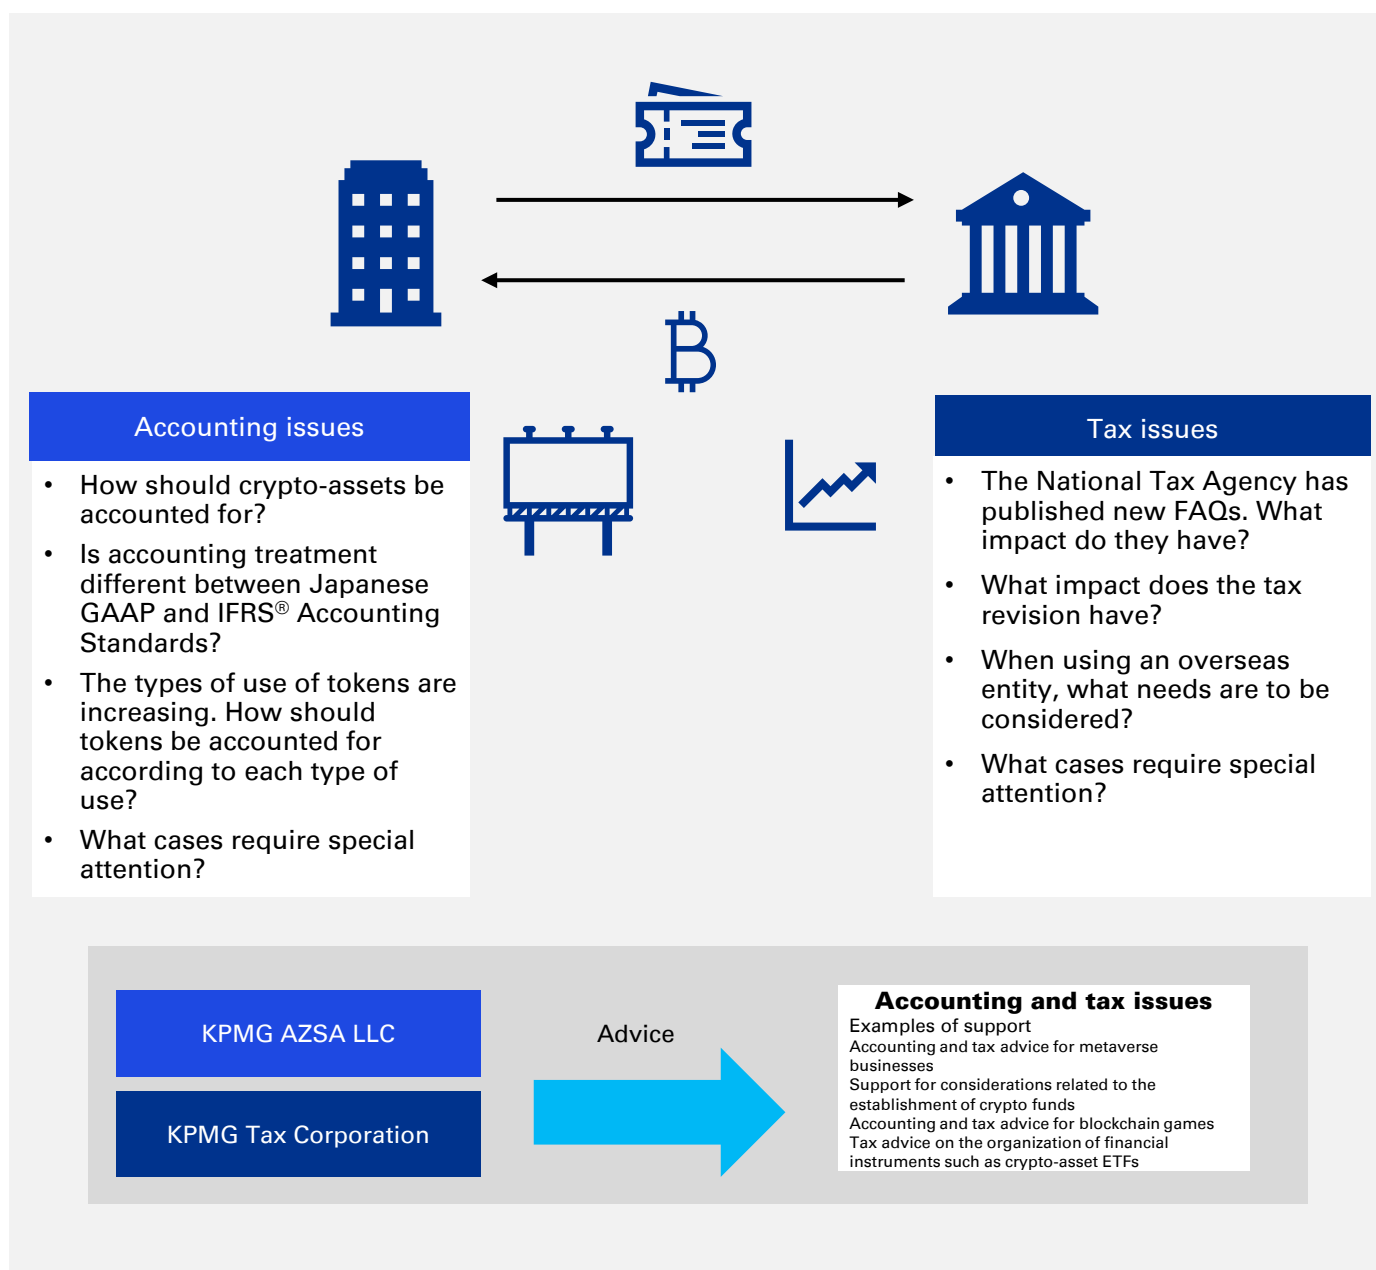 Accounting issues
• How should crypto-assets be
accounted for?
• Is accounting treatment
different between Japanese
GAAP and IFRS® Accounting
Standards?
• The types of use of tokens are
increasing. How should
tokens be accounted for
according to each type of
use?
• What cases require special
attention?
Tax issues
• The National Tax Agency has
published new FAQs. What
impact do they have?
• What impact does the tax
revision have?
• When using an overseas
entity, what needs are to be
considered?
• What cases require special
attention?
KPMG AZSA LLC
KPMG Tax Corporation
Advice
Accounting and tax issues
Examples of support
Accounting and tax advice for metaverse
businesses
Support for considerations related to the
establishment of crypto funds
Accounting and tax advice for blockchain games
Tax advice on the organization of financial
instruments such as crypto-asset ETFs